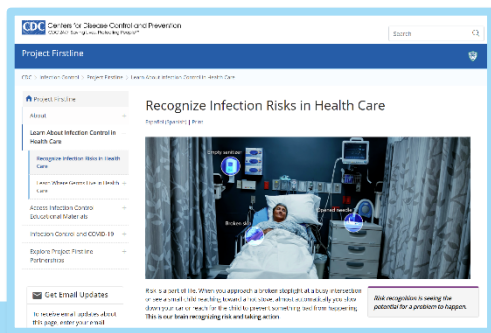 CDC Centers for Disease Control and Prevention
CDC 24/7: Saving Lives, Protecting People™
Search
Project Firstline
CDC > Infection Control > Project Firstline > Learn About Infection Control in Health Care
Project Firstline
About
Learn About Infection Control in
Health Care
Recognize Infection Risks in Health
Care
Learn Where Germs Live in Health
Care
Access Infection Control
Educational Materials
Infection Control and COVID-19
Explore Project Firstline
Partnerships
Get Email Updates
To receive email updates about
this page, enter your email
Recognize Infection Risks in Health Care
Español (Spanish) | Print
Empty sanitizer
Opened needle
Broken skin
Risk is a part of life. When you approach a broken stoplight at a busy intersection
or see a small child reaching toward a hot stove, almost automatically you slow
down your car or reach for the child to prevent something bad from happening.
This is our brain recognizing risk and taking action.
Risk recognition is seeing the
potential for a problem to happen.